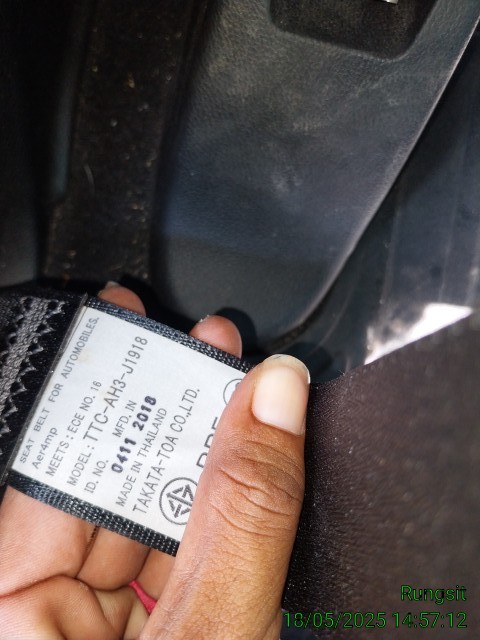 SEAT BELT FOR AUTOMOBILES.
Aer4mp
MEETS: ECE NO. 16
MODEL: TTC-AH3-J1918
ID. NO. MFD. IN
0411 2018
MADE IN THAILAND
TAKATA-TOA CO.,LTD.
Rungsit
18/05/2025 14:57:12